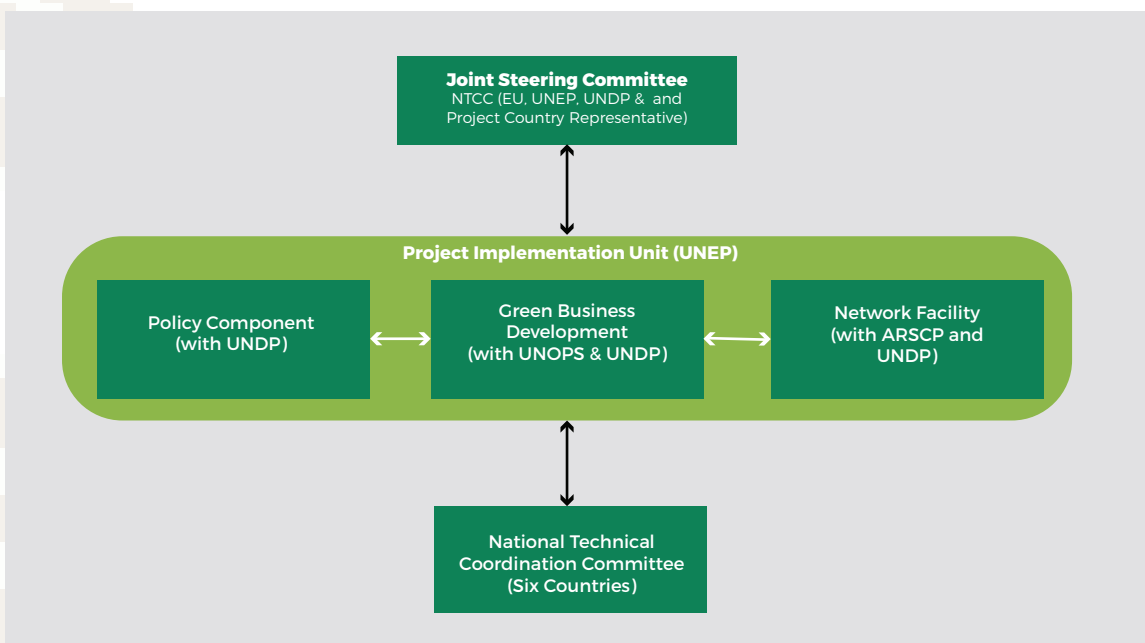 Joint Steering Committee
NTCC (EU, UNEP, UNDP & and
Project Country Representative)
Project Implementation Unit (UNEP)
Policy Component
(with UNDP)
Green Business
Development
(with UNOPS & UNDP)
Network Facility
(with ARSCP and
UNDP)
National Technical
Coordination Committee
(Six Countries)